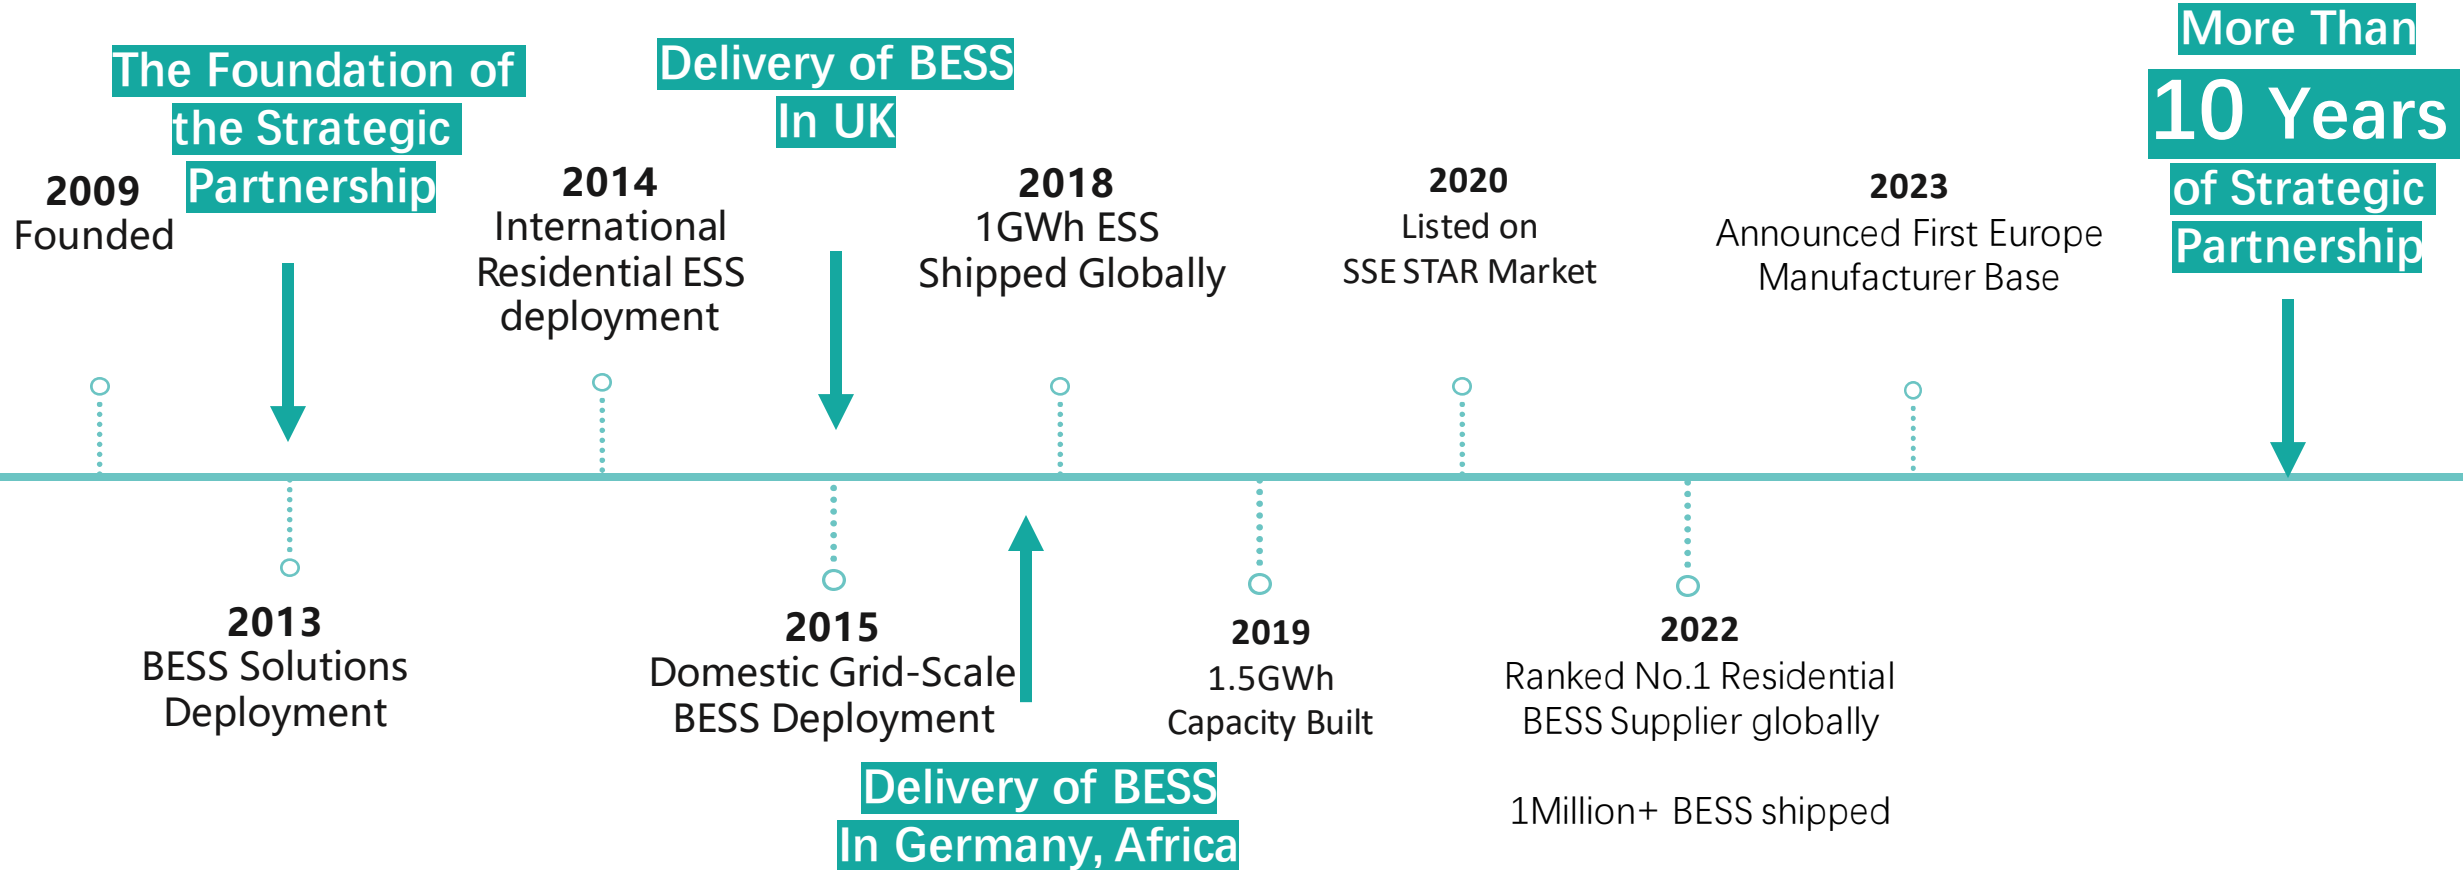 2009
Founded
The Foundation of
the Strategic
Partnership
2013
BESS Solutions
Deployment
2014
International
Residential ESS
deployment
Delivery of BESS
In UK
2015
Domestic Grid-Scale
BESS Deployment
Delivery of BESS
In Germany, Africa
2018
1GWh ESS
Shipped Globally
2019
1.5GWh
Capacity Built
2020
Listed on
SSE STAR Market
2022
Ranked No.1 Residential
BESS Supplier globally
1Million+ BESS shipped
2023
Announced First Europe
Manufacturer Base
More Than
10 Years
of Strategic
Partnership